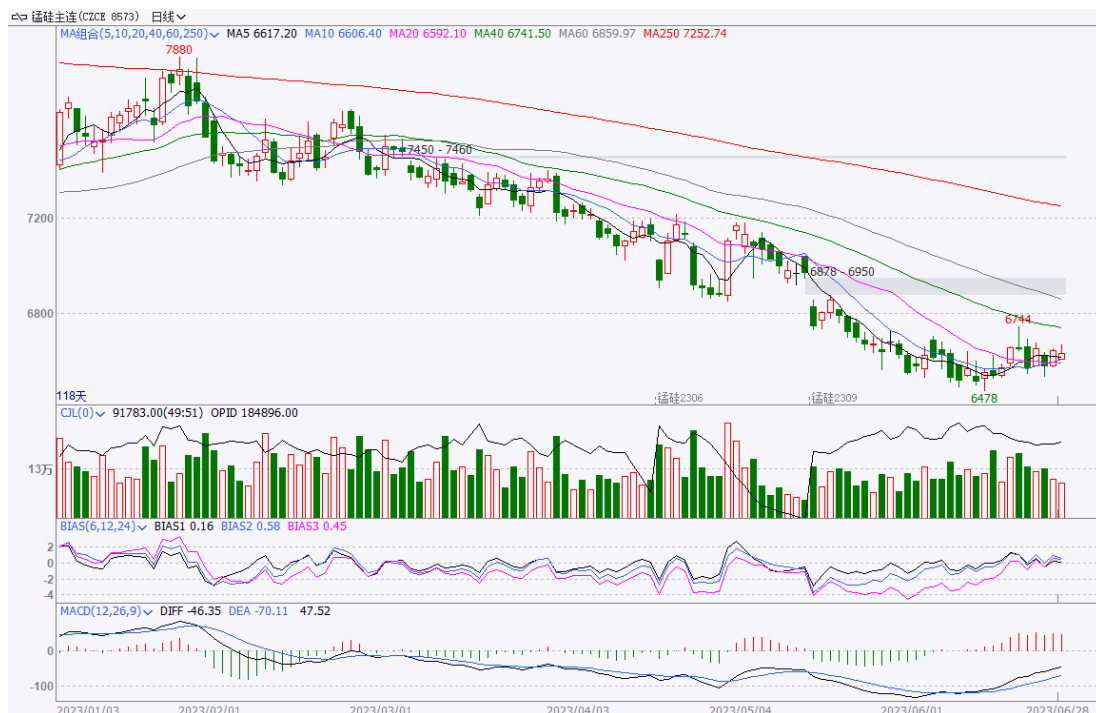 锰硅主连(CZCE 8573) 日线
MA组合(5,10,20,40,60,250) MA5 6617.20 MA10 6606.40 MA20 6592.10 MA40 6741.50 MA60 6859.97 MA250 7252.74
7880
7450 - 7460
7200
6878 - 6950
6800
6744
118天
锰硅2306
锰硅2309
6478
CJL(0) 91783.00(49:51) OPID 184896.00
13万
BIAS(6,12,24) BIAS1 0.16 BIAS2 0.58 BIAS3 0.45
2
0
-2
-4
MACD(12,26,9) DIFF -46.35 DEA -70.11 47.52
0
-100
2023/01/03 2023/02/01 2023/03/01 2023/04/03 2023/05/04 2023/06/01 2023/06/28